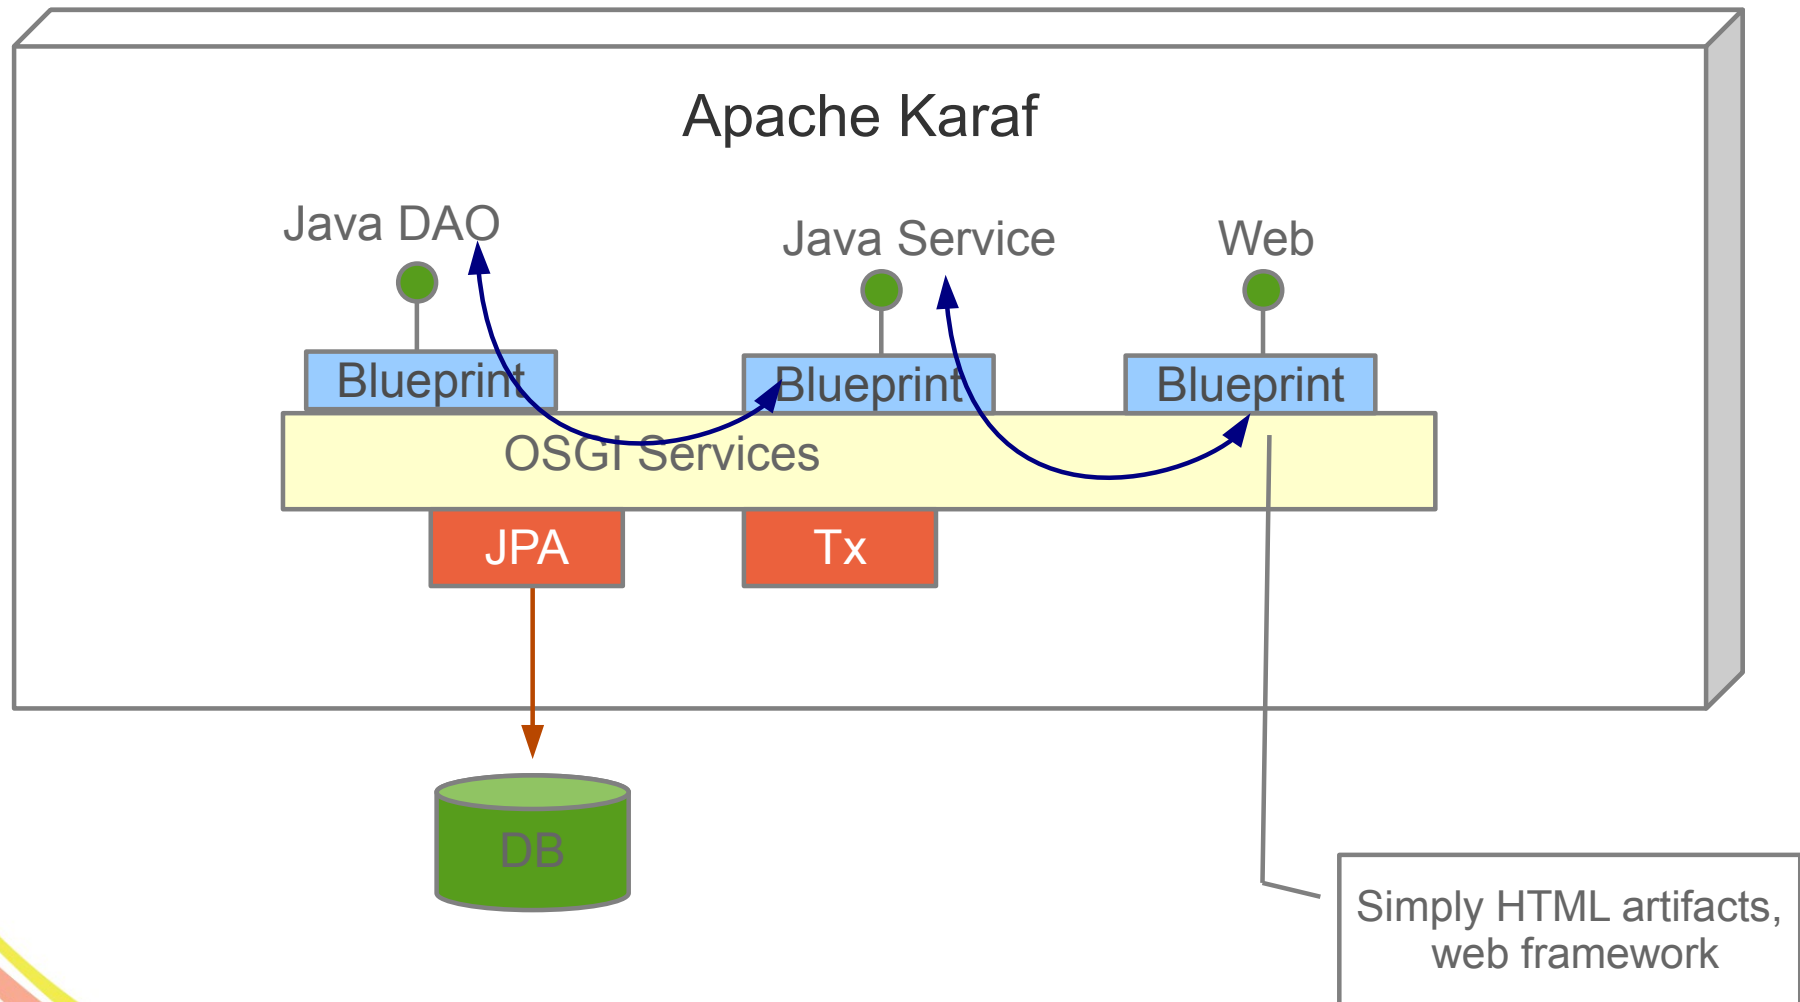 Apache Karaf
Java DAO
Java Service
Web
Blueprint
Blueprint
Blueprint
OSGI Services
JPA
Tx
DB
Simply HTML artifacts,
web framework